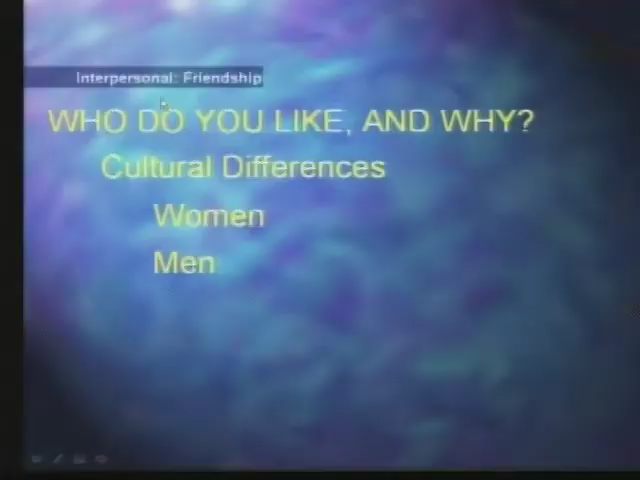 Interpersonal: Friendship
WHO DO YOU LIKE, AND WHY?
Cultural Differences
Women
Men